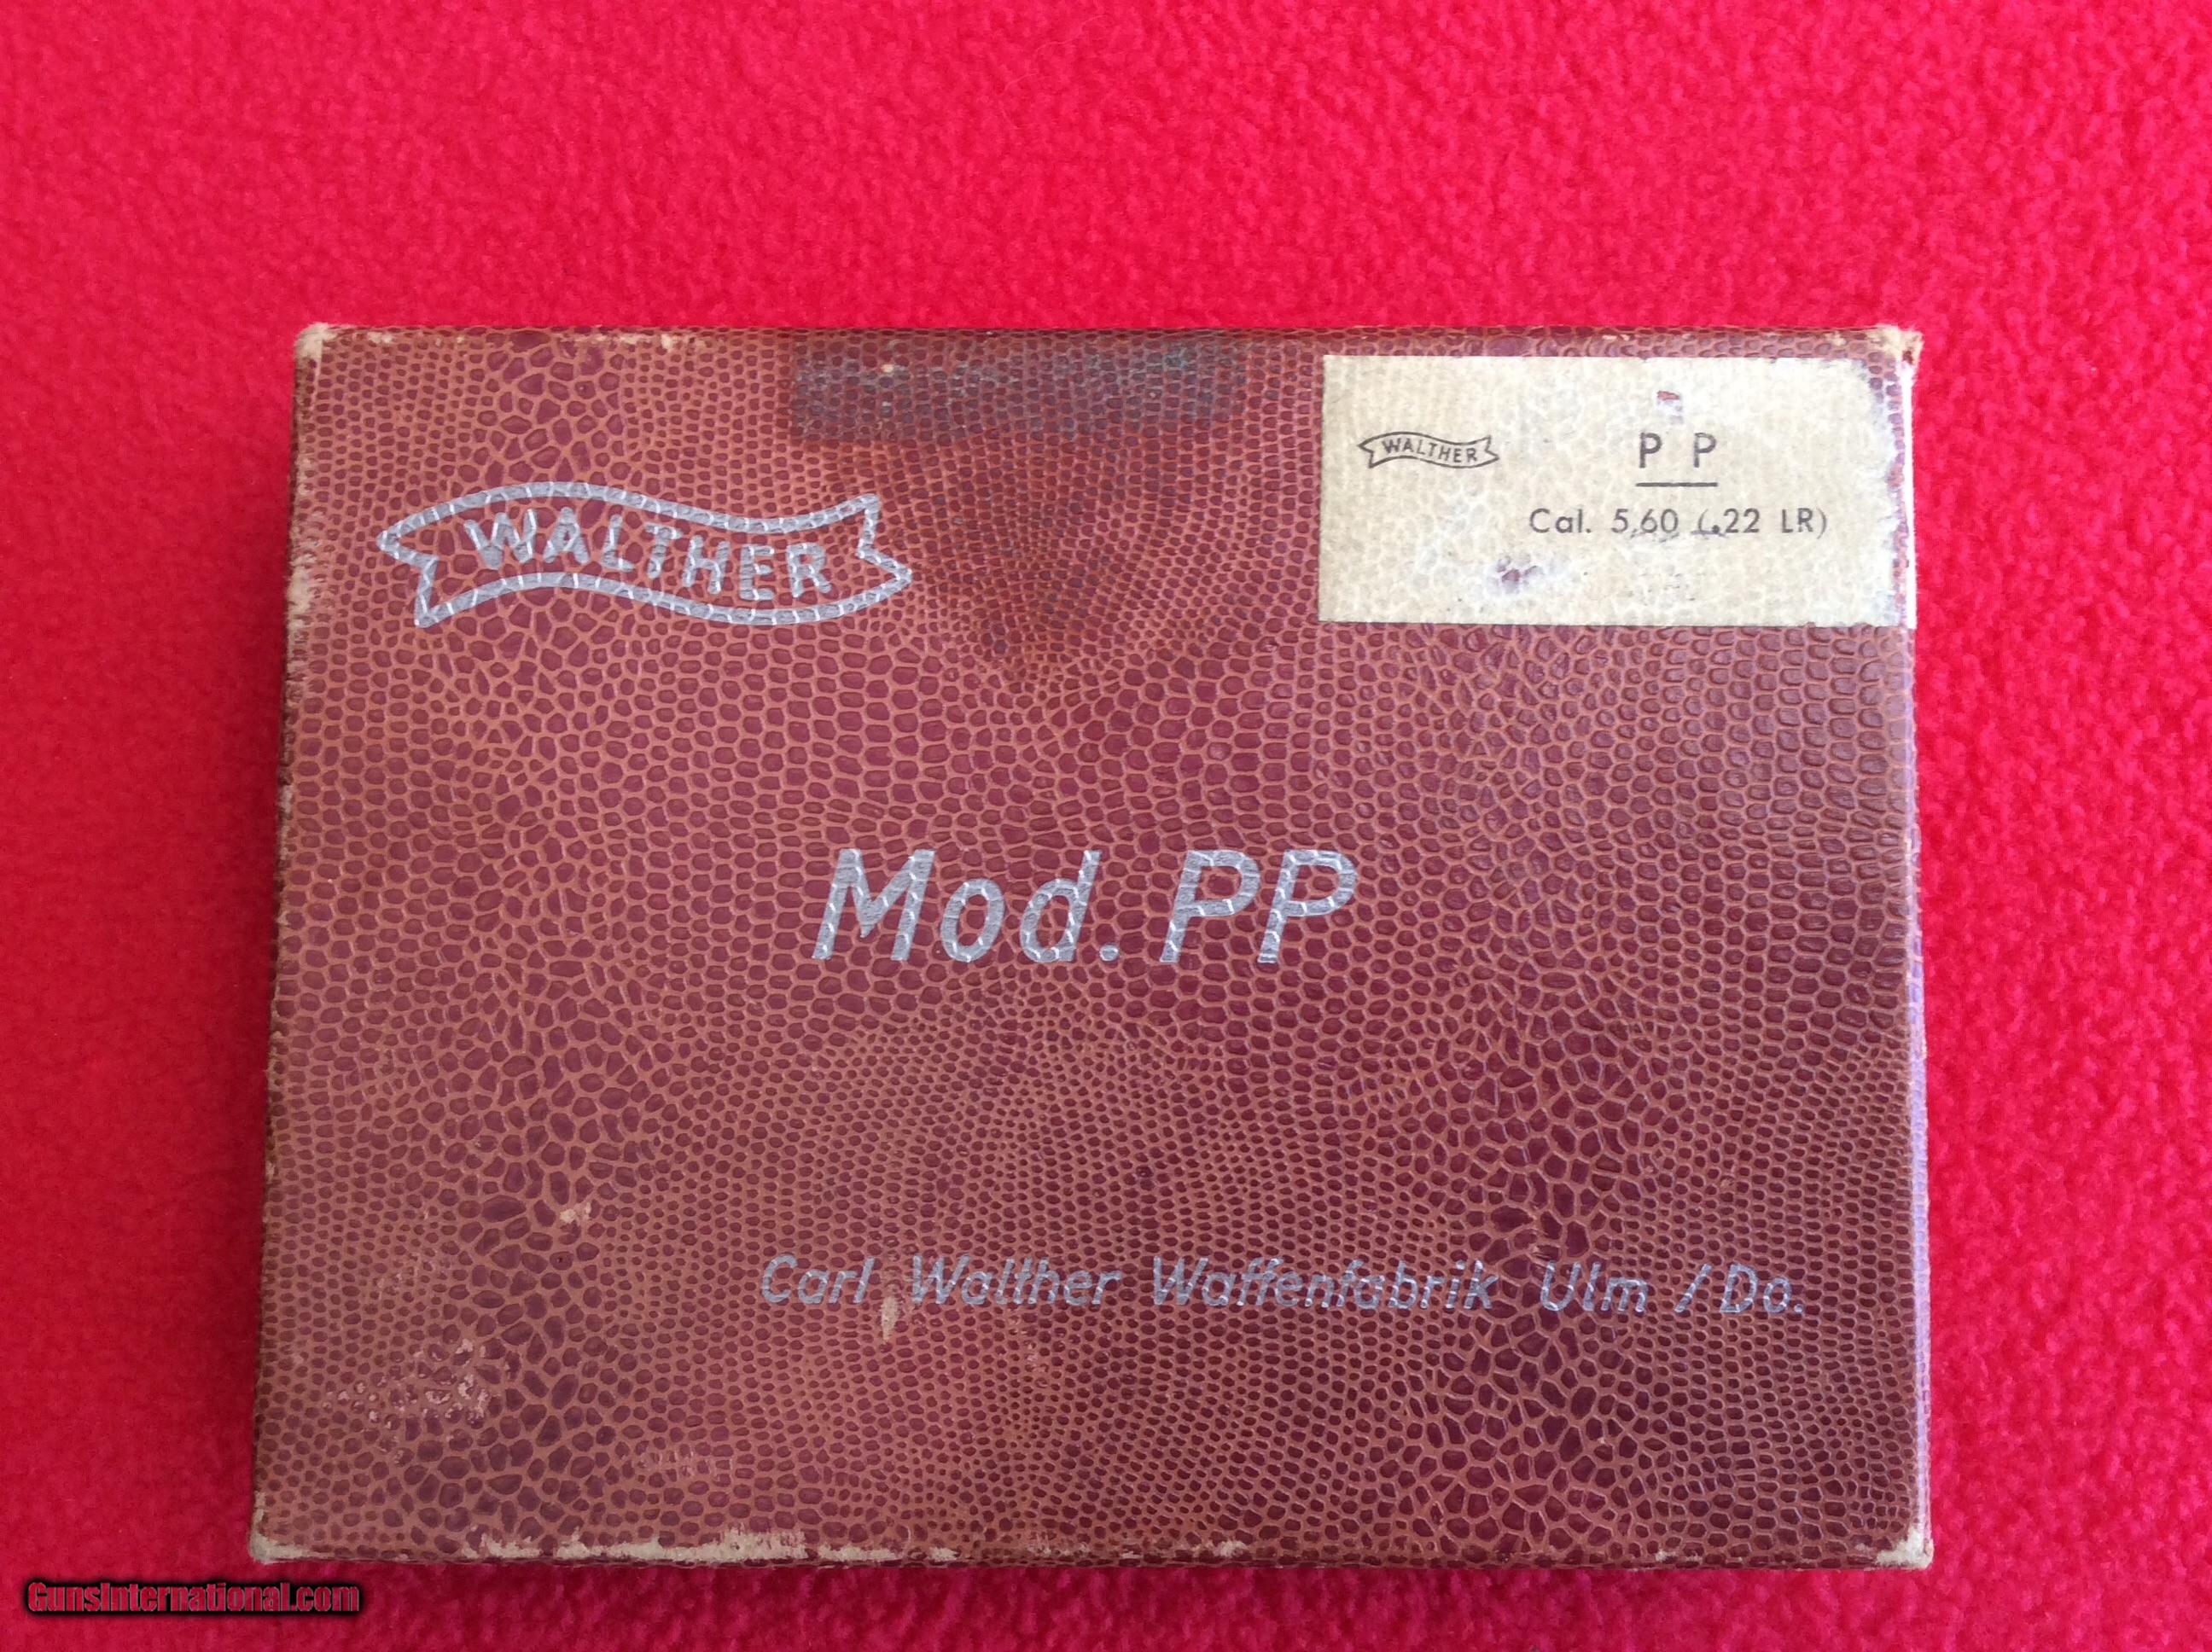 WALTHER
P P
Cal. 5,60 (.22 LR)
WALTHER
Mod. PP
Carl Walther Waffenfabrik Ulm / Do.
GunsInternational.com